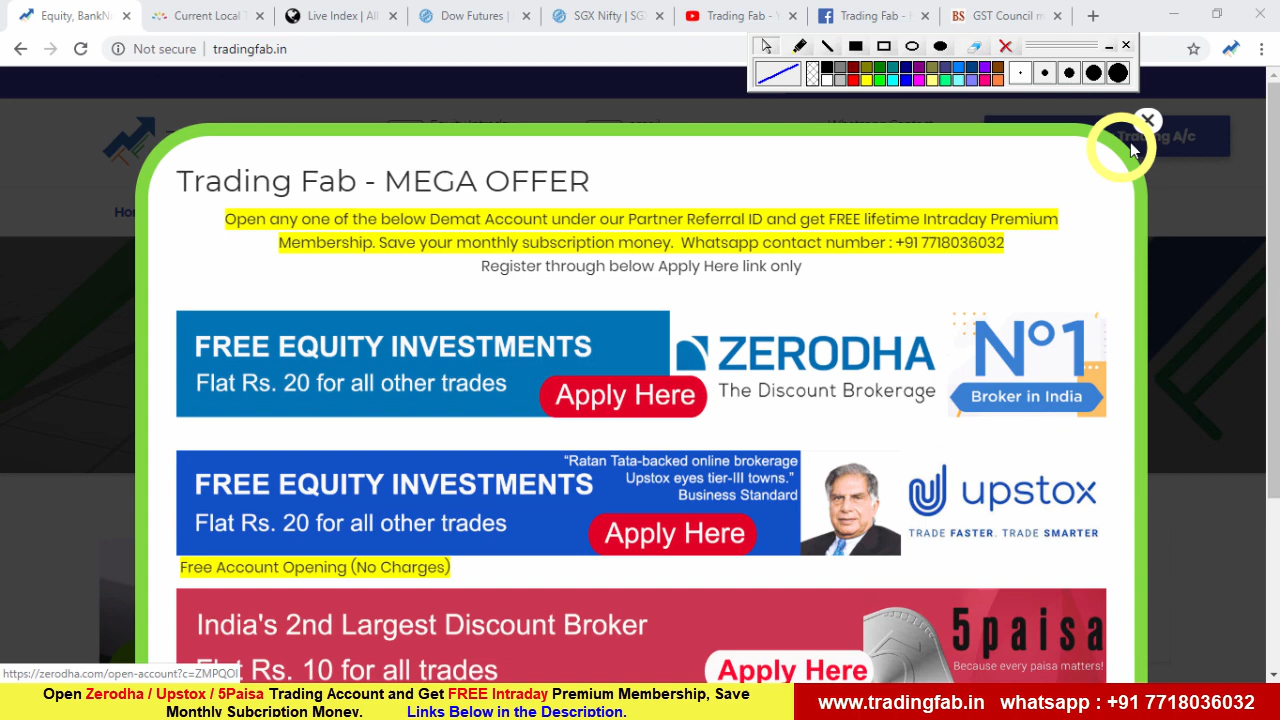 Equity, BankNi
Current Local T
Live Index | All
Dow Futures |
SGX Nifty | SG
Trading Fab - Y
Trading Fab -
GST Council m
Not secure
tradingfab.in
Trading A/c
Trading Fab - MEGA OFFER
Open any one of the below Demat Account under our Partner Referral ID and get FREE lifetime Intraday Premium
Membership. Save your monthly subscription money. Whatsapp contact number : +91 7718036032
Register through below Apply Here link only
FREE EQUITY INVESTMENTS
Flat Rs. 20 for all other trades
Apply Here
ZERODHA
The Discount Brokerage
Nº1
Broker in India
FREE EQUITY INVESTMENTS
Flat Rs. 20 for all other trades
"Ratan Tata-backed online brokerage
Upstox eyes tier-III towns."
Business Standard
Apply Here
upstox
TRADE FASTER. TRADE SMARTER
Free Account Opening (No Charges)
India's 2nd Largest Discount Broker
Flat Rs. 10 for all trades
Apply Here
5paisa
Because every paisa matters!
https://zerodha.com/open-account?c=ZMPQOI
Open Zerodha / Upstox / 5Paisa Trading Account and Get FREE Intraday Premium Membership, Save
Monthly Subcription Money. Links Below in the Description.
www.tradingfab.in whatsapp : +91 7718036032